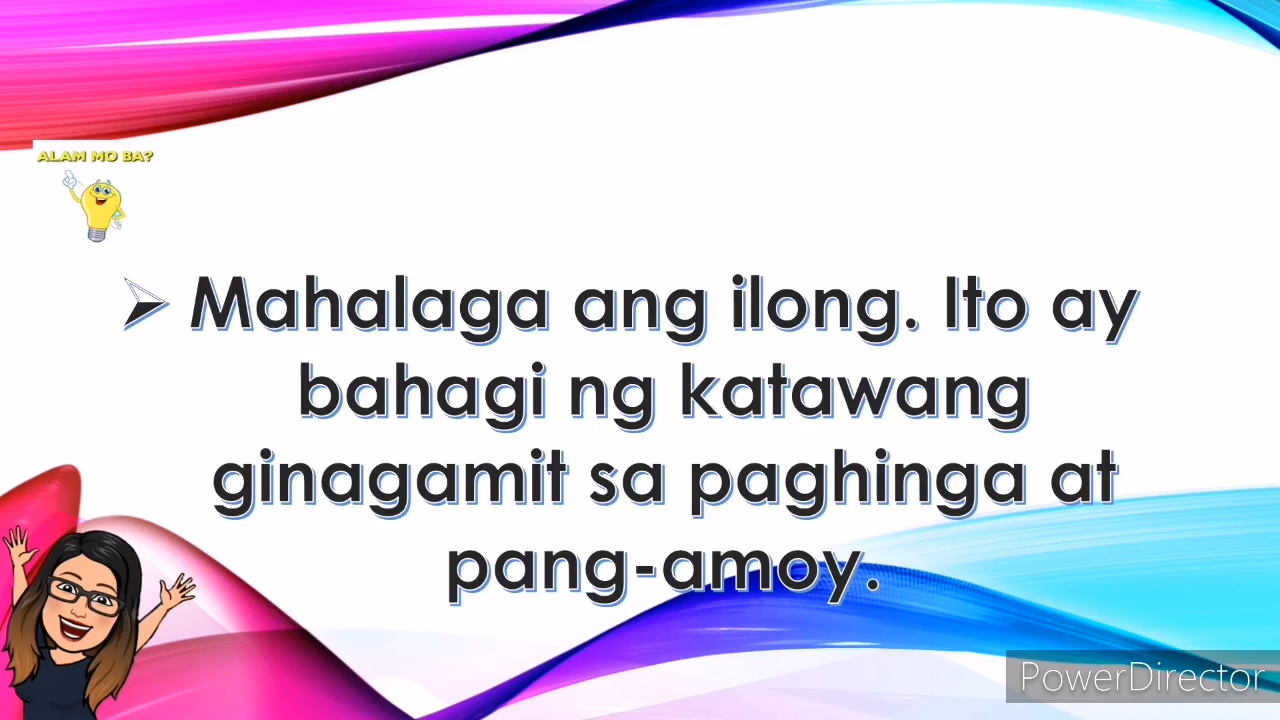 ALAM MO BA?
➢ Mahalaga ang ilong. Ito ay
bahagi ng katawang
ginagamit sa paghinga at
pang-amoy.
PowerDirector